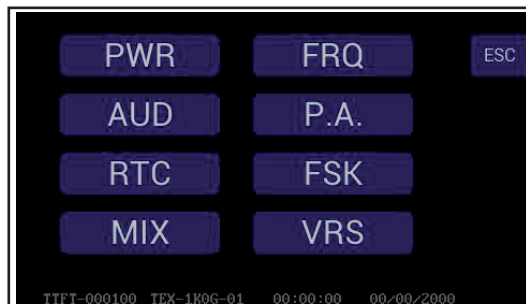 PWR FRQ ESC
AUD P.A.
RTC FSK
MIX VRS
TTFT-000100 TEX-1K0G-01 00:00:00 00/00/2000